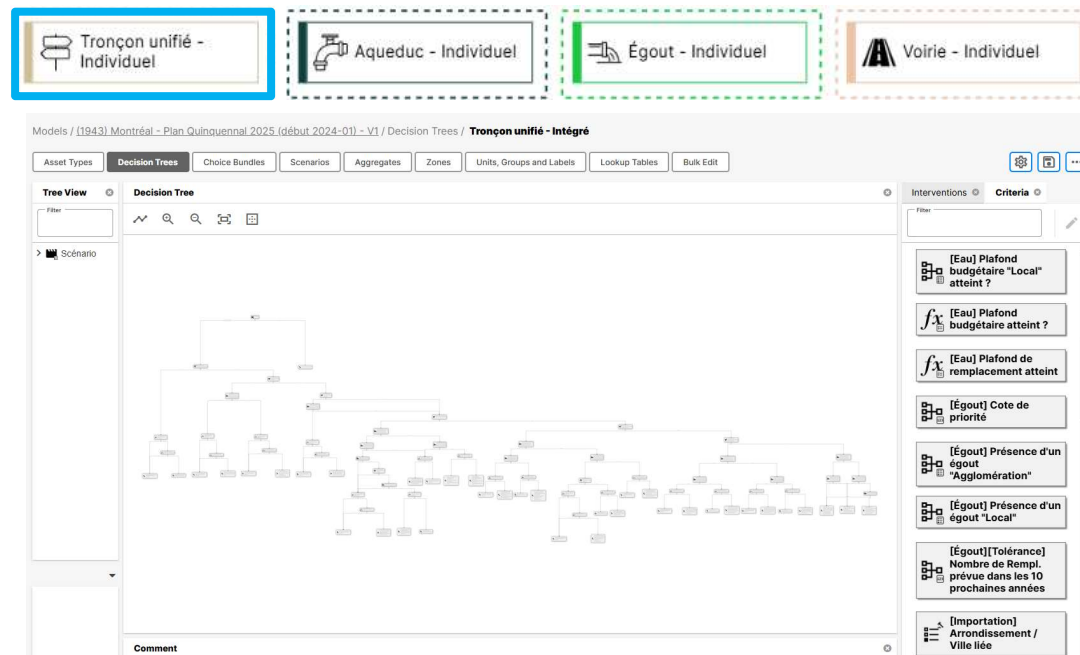 Tronçon unifié -
Individuel
Aqueduc - Individuel
Égout - Individuel
Voirie - Individuel
Models / (1943) Montréal - Plan Quinquennal 2025 (début 2024-01) - V1 / Decision Trees / Tronçon unifié - Intégré
Asset Types
Decision Trees
Choice Bundles
Scenarios
Aggregates
Zones
Units, Groups and Labels
Lookup Tables
Bulk Edit
Tree View
Filter
Scénario
Decision Tree
Comment
Interventions
Criteria
Filter
[Eau] Plafond
budgétaire "Local"
atteint ?
[Eau] Plafond
budgétaire atteint ?
[Eau] Plafond de
remplacement atteint
[Égout] Cote de
priorité
[Égout] Présence d'un
égout
"Agglomération"
[Égout] Présence d'un
égout "Local"
[Égout][Tolérance]
Nombre de Rempl.
prévue dans les 10
prochaines années
[Importation]
Arrondissement /
Ville liée